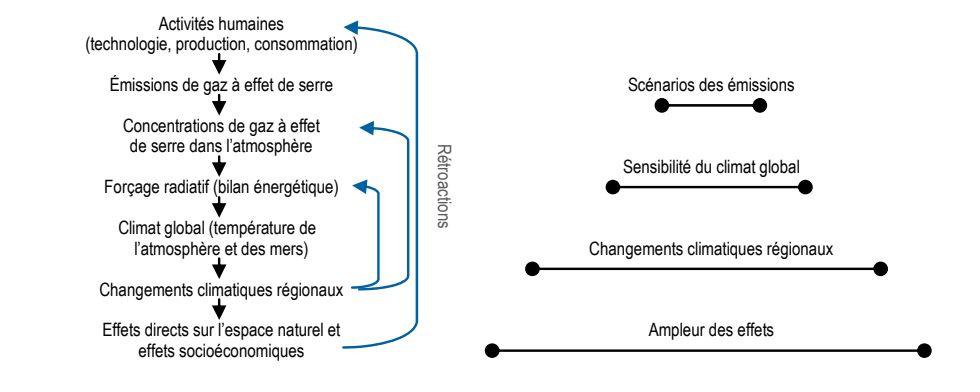 Activités humaines
(technologie, production, consommation)
Émissions de gaz à effet de serre
Concentrations de gaz à effet
de serre dans l'atmosphère
Forçage radiatif (bilan énergétique)
Climat global (température de
l'atmosphère et des mers)
Changements climatiques régionaux
Effets directs sur l'espace naturel et
effets socioéconomiques
Rétroactions
Scénarios des émissions
Sensibilité du climat global
Changements climatiques régionaux
Ampleur des effets